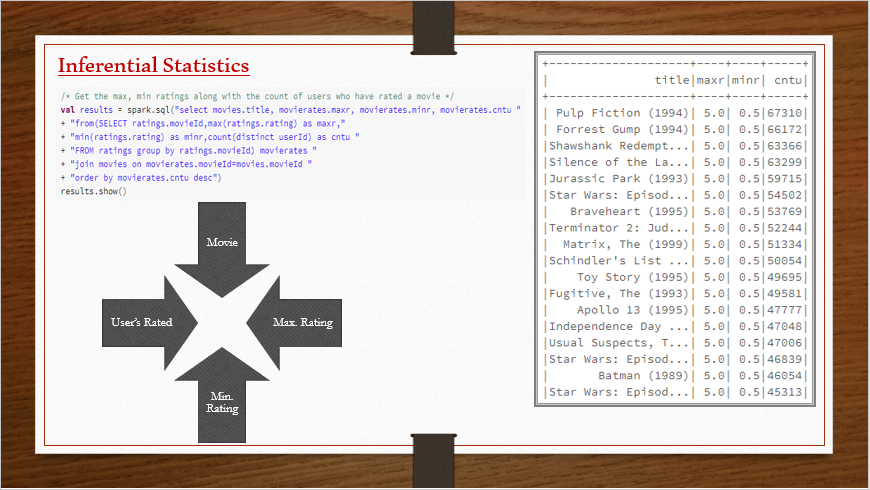 Inferential Statistics
/* Get the max, min ratings along with the count of users who have rated a movie */
val results = spark.sql("select movies.title, movierates.maxr, movierates.minr, movierates.cntu "
+ "from(SELECT ratings.movieId,max(ratings.rating) as maxr,"
+ "min(ratings.rating) as minr,count(distinct userId) as cntu "
+ "FROM ratings group by ratings.movieId) movierates "
+ "join movies on movierates.movieId=movies.movieId "
+ "order by movierates.cntu desc")
results.show()
Movie
User's Rated
Max. Rating
Min.
Rating
+--------------------+----+----+-----+
|               title|maxr|minr| cntu|
+--------------------+----+----+-----+
| Pulp Fiction (1994)| 5.0| 0.5|67310|
| Forrest Gump (1994)| 5.0| 0.5|66172|
|Shawshank Redempt...| 5.0| 0.5|63366|
|Silence of the La...| 5.0| 0.5|63299|
|Jurassic Park (1993)| 5.0| 0.5|59715|
|Star Wars: Episod...| 5.0| 0.5|54502|
|   Braveheart (1995)| 5.0| 0.5|53769|
|Terminator 2: Jud...| 5.0| 0.5|52244|
|  Matrix, The (1999)| 5.0| 0.5|51334|
|Schindler's List ...| 5.0| 0.5|50054|
|    Toy Story (1995)| 5.0| 0.5|49695|
|Fugitive, The (1993)| 5.0| 0.5|49581|
|    Apollo 13 (1995)| 5.0| 0.5|47777|
|Independence Day ...| 5.0| 0.5|47048|
|Usual Suspects, T...| 5.0| 0.5|47006|
|Star Wars: Episod...| 5.0| 0.5|46839|
|       Batman (1989)| 5.0| 0.5|46054|
|Star Wars: Episod...| 5.0| 0.5|45313|